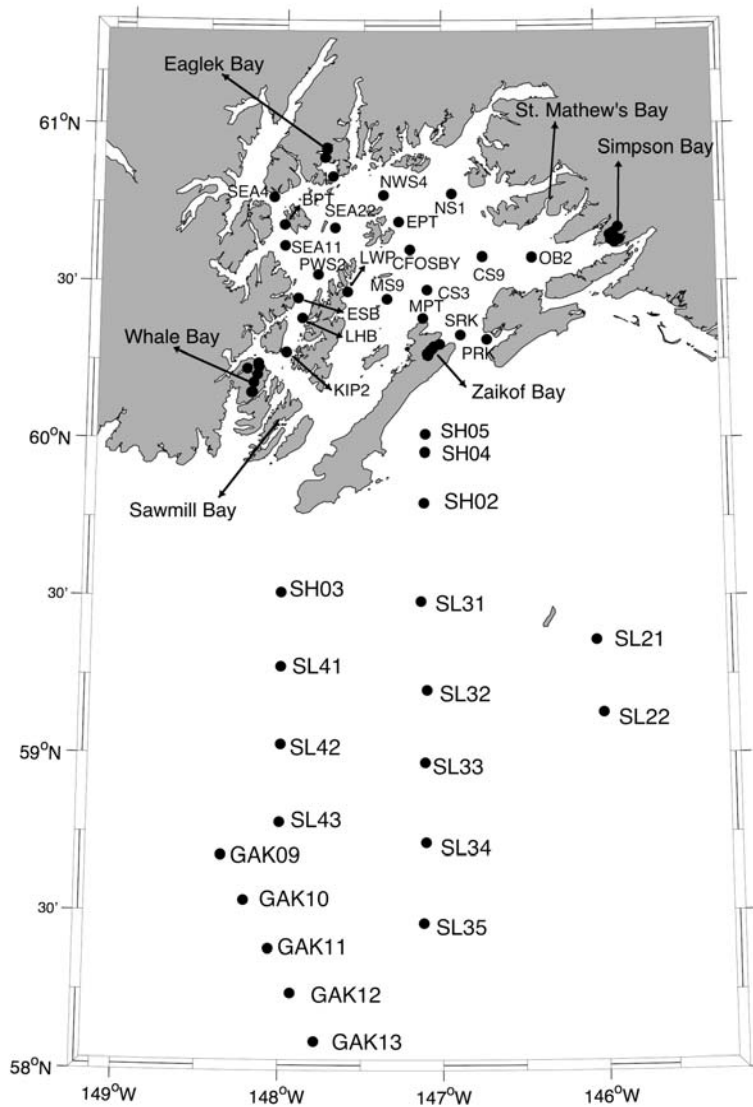 Eaglek Bay
61°N
St. Mathew's Bay
Simpson Bay
SEA4
BPT
NWS4
NS1
SEA22
EPT
SEA11
LWP
CFOSBY
OB2
PWS2
CS9
30'
MS9
CS3
ESB
MPT
SRK
LHB
PRK
Whale Bay
KIP2
Zaikof Bay
60°N
SH05
SH04
Sawmill Bay
SH02
30'
SH03
SL31
SL21
SL41
SL32
SL22
59°N
SL42
SL33
SL43
SL34
GAK09
30'
GAK10
SL35
GAK11
GAK12
GAK13
58°N
149°W
148°W
147°W
146°W